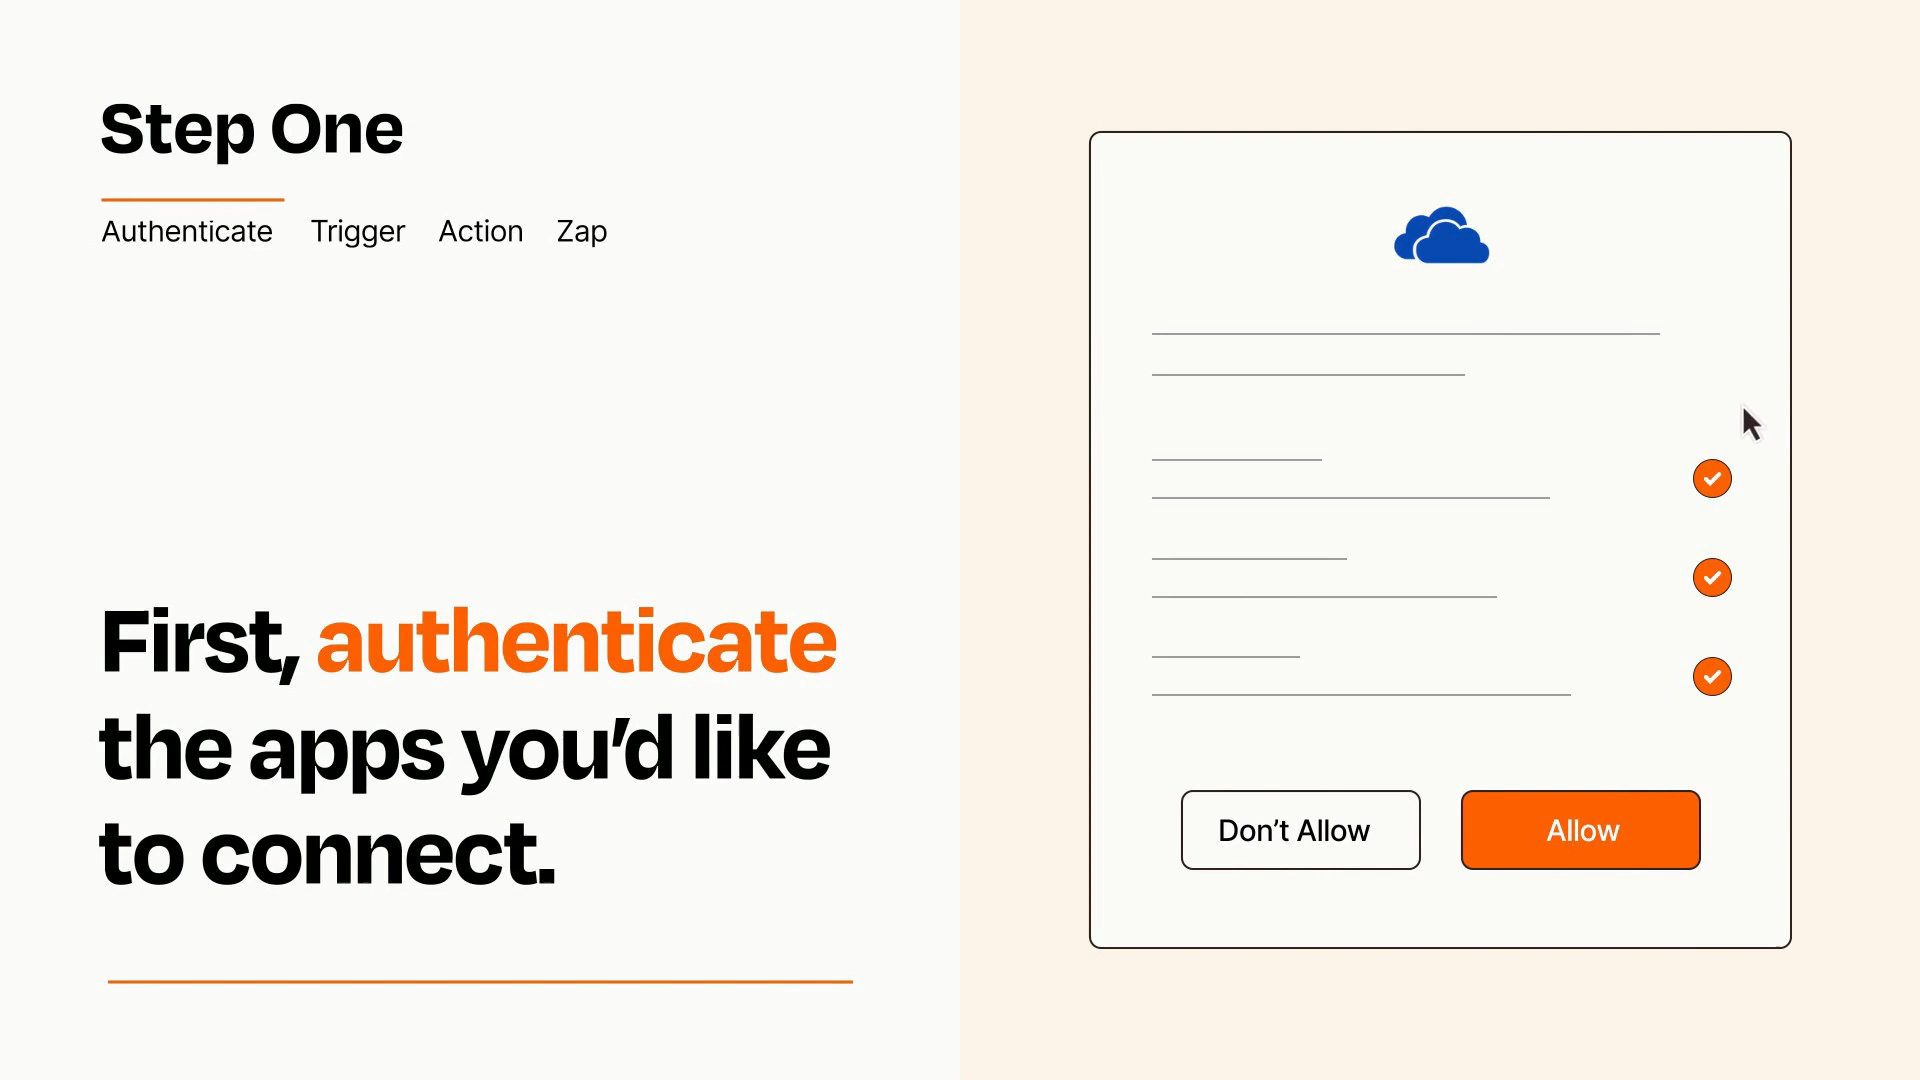 Step One
Authenticate Trigger Action Zap
First, authenticate
the apps you’d like
to connect.
Don’t Allow
Allow